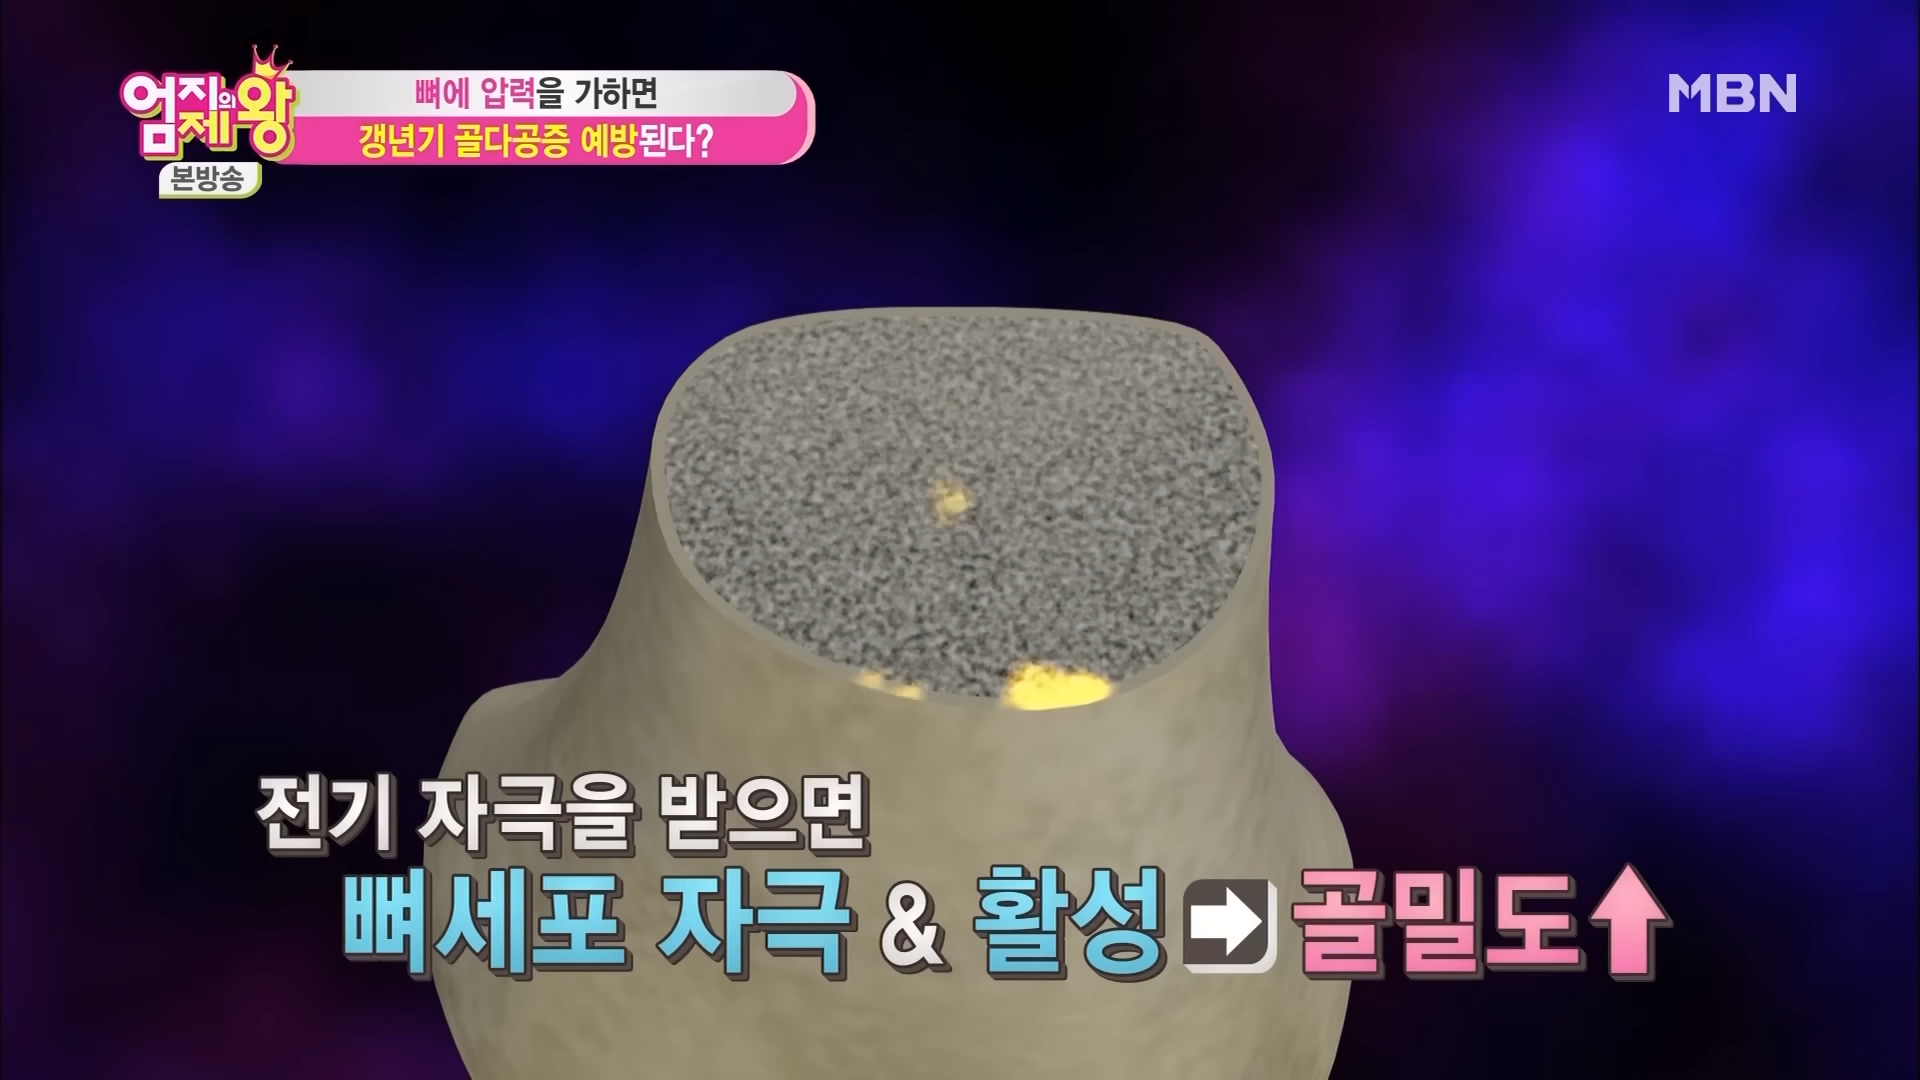 엄지의 제왕
본방송
뼈에 압력을 가하면
갱년기 골다공증 예방된다?
MBN
전기 자극을 받으면
뼈세포 자극 & 활성 ➡ 골밀도⬆